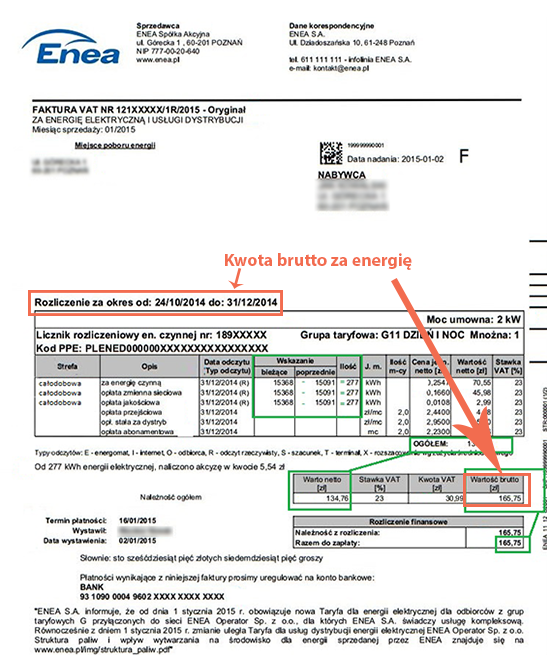 Enea
Sprzedawca
ENEA Spółka Akcyjna
ul. Górecka 1 , 60-201 POZNAŃ
NIP 777-00-20-640
www.enea.pl
Dane korespondencyjne
ENEA S.A.
Ul. Dziadoszańska 10, 61-248 Poznań
tel. 611 111 111 - infolinia ENEA S.A.
e-mail: kontakt@enea.pl
FAKTURA VAT NR 121XXXXX/1R/2015 - Oryginał
ZA ENERGIĘ ELEKTRYCZNĄ I USŁUGI DYSTRYBUCJI
Miesiąc sprzedaży: 01/2015
Miejsce poboru energii
199999990001
Data nadania: 2015-01-02
F
NABYWCA
Kwota brutto za energię
Rozliczenie za okres od: 24/10/2014 do: 31/12/2014
Moc umowna: 2 kW
Licznik rozliczeniowy en. czynnej nr: 189XXXXX Grupa taryfowa: G11 DZIEŃ I NOC Mnożna: 1
Kod PPE: PLENED000000XXXXXXXXXXXXXXXX
Strefa Opis Data odczytu (Typ odczytu) Wskazanie bieżące poprzednie Ilość J. m. Ilość m-cy Cena jedn. netto [zł] Wartość netto [zł] Stawka VAT
całodobowa za energię czynną 31/12/2014 (R) 15368 - 15091 = 277 kWh 0,2547 70,55 23 [%]
całodobowa opłata zmienna sieciowa 31/12/2014 (R) 15368 - 15091 = 277 kWh 0,1660 45,98 23 [%]
całodobowa opłata jakościowa 31/12/2014 (R) 15368 - 15091 = 277 kWh 0,0108 2,99 23 [%]
opłata przejściowa 31/12/2014 zł/mc 2,0 2,4400 23 [%]
opł. stała za dystryb 31/12/2014 zł/mc 2,0 2,9500 23 [%]
opłata abonamentowa 31/12/2014 mc 2,0 2,2300 23 [%]
OGÓŁEM:
Typy odczytów: E - energomat, I - internet, O - odbiorca, R - odczyt rzeczywisty, S - szacunek, T - terminal, X -
Od 277 kWh energii elektrycznej, naliczono akcyzę w kwocie 5,54 zł
Warto netto [zł] Stawka VAT [%] Kwota VAT [zł] Wartość brutto [zł]
Należność ogółem 134,76 23 30,99 165,75
Termin płatności: 16/01/2015
Wystawił:
Data wystawienia: 02/01/2015
Rozliczenie finansowe
Należność z rozliczenia: 165,75
Razem do zapłaty: 165,75
Słownie: sto sześćdziesiąt pięć złotych siedemdziesiąt pięć groszy
Płatności wynikające z niniejszej faktury prosimy uregulować na konto bankowe:
BANK
93 1090 0004 9602 XXXX XXXX XXXX
"ENEA S.A. informuje, że od dnia 1 stycznia 2015 r. obowiązuje nowa Taryfa dla energii elektrycznej dla odbiorców z grup
taryfowych G przyłączonych do sieci ENEA Operator Sp. z o.o., dla których ENEA S.A. świadczy usługę kompleksową.
Równocześnie z dniem 1 stycznia 2015 r. zmianie uległa Taryfa dla usług dystrybucji energii elektrycznej ENEA Operator Sp. z o.o.
Struktura paliw i wpływ wytwarzania na środowisko dla energii sprzedanej przez ENEA znajduje się na
www.enea.pl/img/struktura_paliw.pdf"